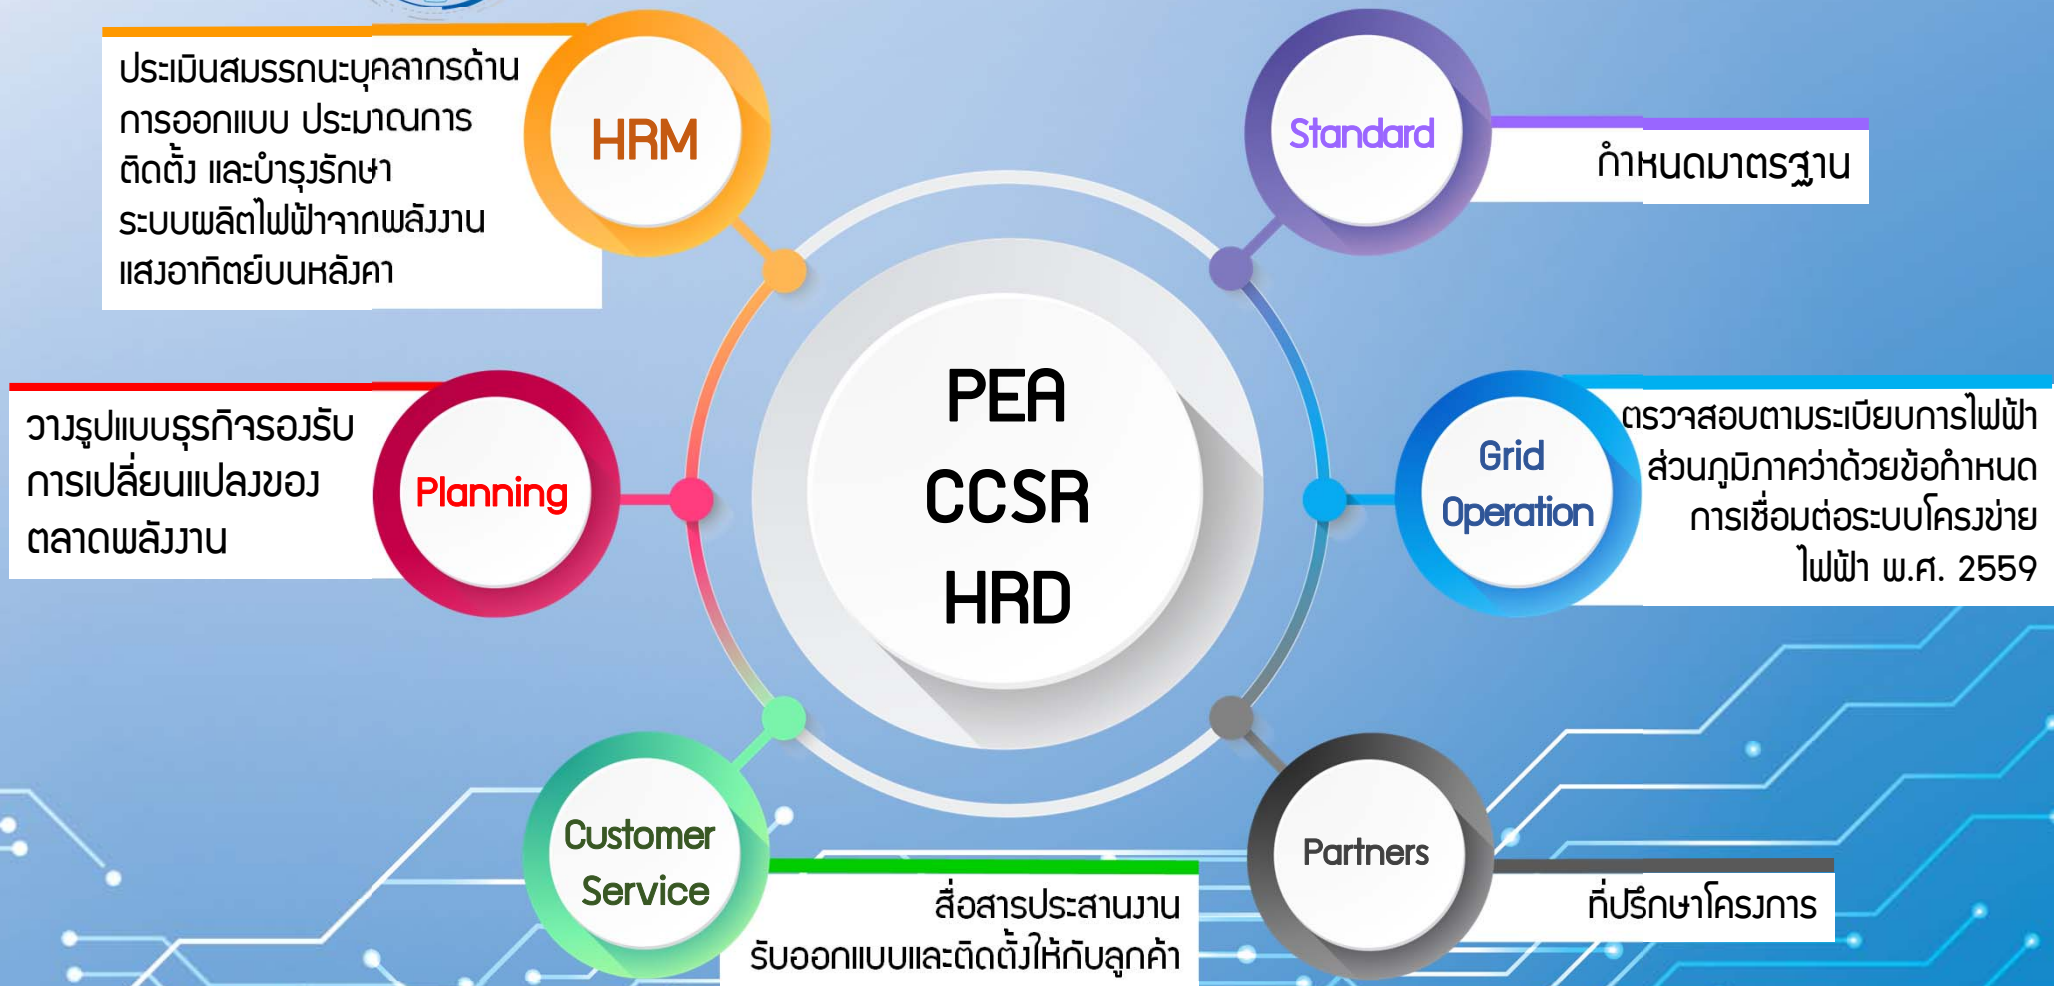 ประเมินสมรรถนะบุคลากรด้าน
การออกแบบ ประมาณการ
ติดตั้ง และบำรุงรักษา
ระบบผลิตไฟฟ้าจากพลังงาน
แสงอาทิตย์บนหลังคา
HRM
Standard
กำหนดมาตรฐาน
วางรูปแบบธุรกิจรองรับ
การเปลี่ยนแปลงของ
ตลาดพลังงาน
Planning
PEA
CCSR
HRD
Grid
Operation
ตรวจสอบตามระเบียบการไฟฟ้า
ส่วนภูมิภาคว่าด้วยข้อกำหนด
การเชื่อมต่อระบบโครงข่าย
ไฟฟ้า พ.ศ. 2559
Customer
Service
สื่อสารประสานงาน
รับออกแบบและติดตั้งให้กับลูกค้า
Partners
ที่ปรึกษาโครงการ